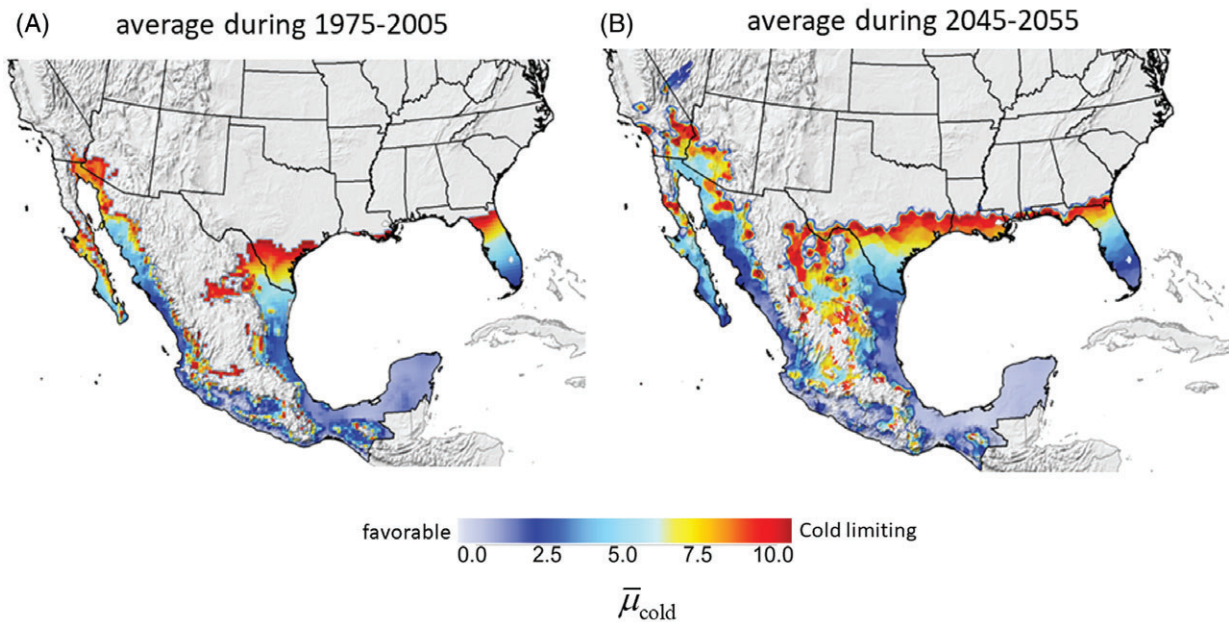 (A) average during 1975-2005
(B) average during 2045-2055
favorable
Cold limiting
0.0 2.5 5.0 7.5 10.0
μ̅cold